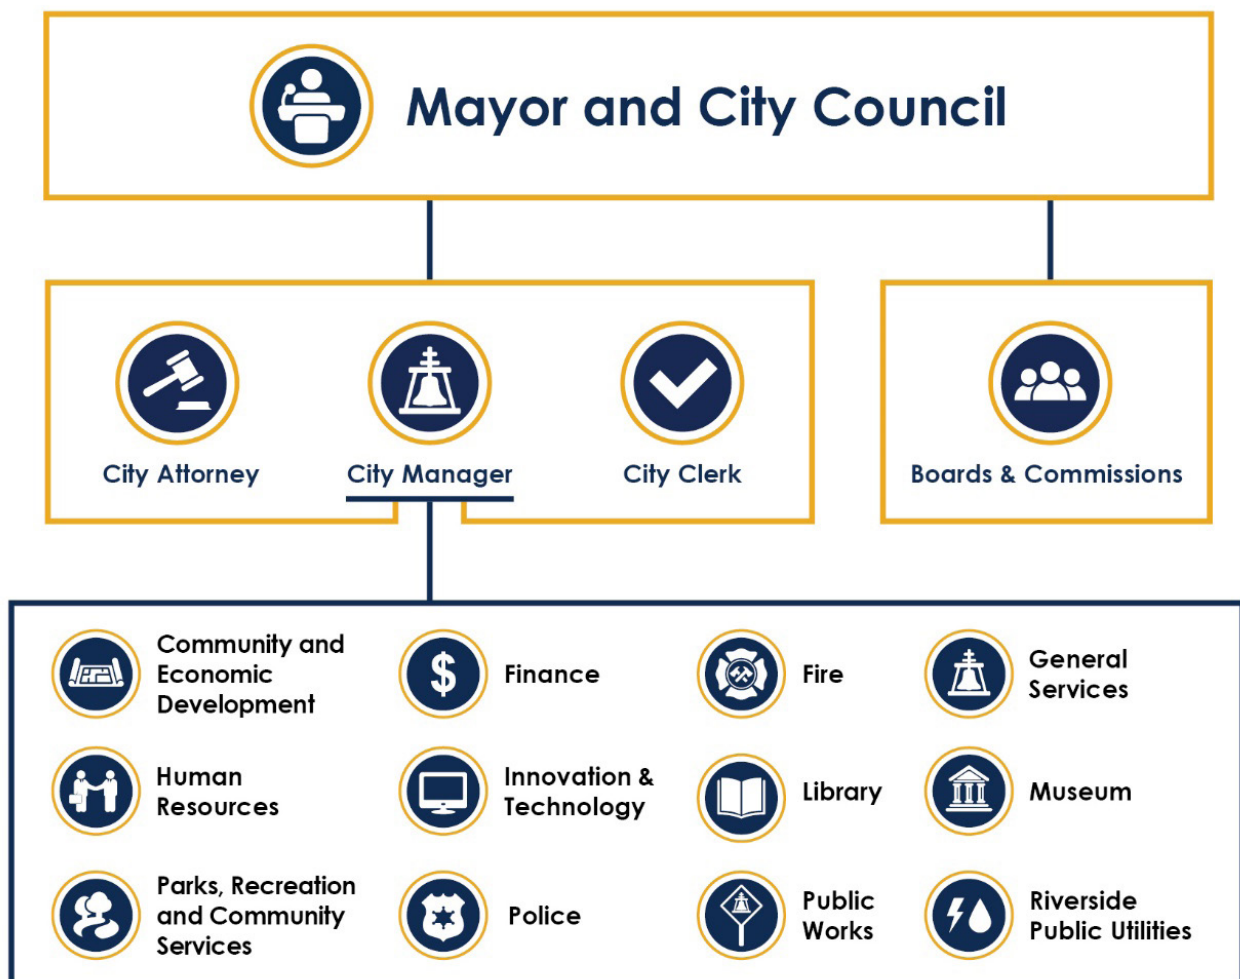 Mayor and City Council
City Attorney
City Manager
City Clerk
Boards & Commissions
Community and
Economic
Development
$
Finance
Fire
General
Services
Human
Resources
Innovation &
Technology
Library
Museum
Parks, Recreation
and Community
Services
Police
Public
Works
Riverside
Public Utilities